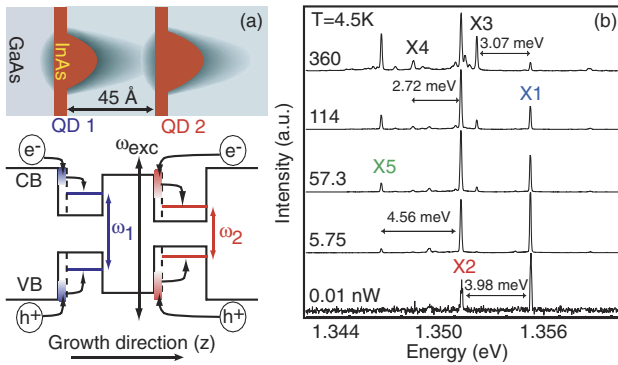 (a)
GaAs
InAs
45 Å
QD 1
QD 2
e-
ωexc
e-
CB
ω1
ω2
VB
h+
h+
Growth direction (z)
(b)
T=4.5K
X3
360
X4
3.07 meV
2.72 meV
X1
114
X5
57.3
4.56 meV
5.75
X2
0.01 nW
3.98 meV
Intensity (a.u.)
1.344 1.350 1.356
Energy (eV)